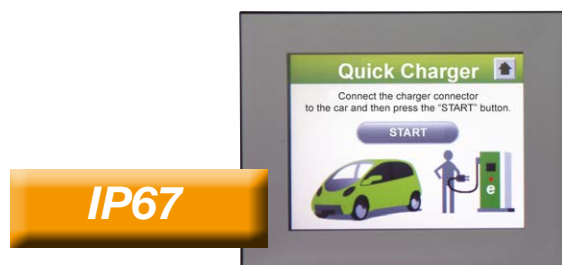 Quick Charger
Connect the charger connector
to the car and then press the "START" button.
START
e
IP67